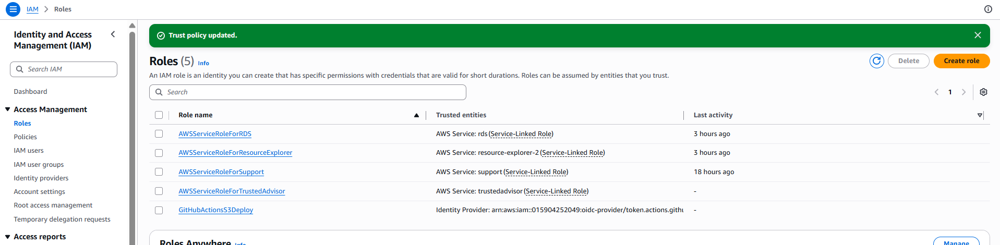 IAM > Roles
Identity and Access Management (IAM)
Search IAM
Dashboard
Access Management
Roles
Policies
IAM users
IAM user groups
Identity providers
Account settings
Root access management
Temporary delegation requests
Access reports
Trust policy updated.
Roles (5) Info
Delete
Create role
An IAM role is an identity you can create that has specific permissions with credentials that are valid for short durations. Roles can be assumed by entities that you trust.
Search
1
Role name Trusted entities Last activity
AWSServiceRoleForRDS AWS Service: rds (Service-Linked Role) 3 hours ago
AWSServiceRoleForResourceExplorer AWS Service: resource-explorer-2 (Service-Linked Role) 3 hours ago
AWSServiceRoleForSupport AWS Service: support (Service-Linked Role) 18 hours ago
AWSServiceRoleForTrustedAdvisor AWS Service: trustedadvisor (Service-Linked Role) -
GitHubActionsS3Deploy Identity Provider: arn:aws:iam::015904252049:oidc-provider/token.actions.githu -
Roles Anywhere Info
Manage